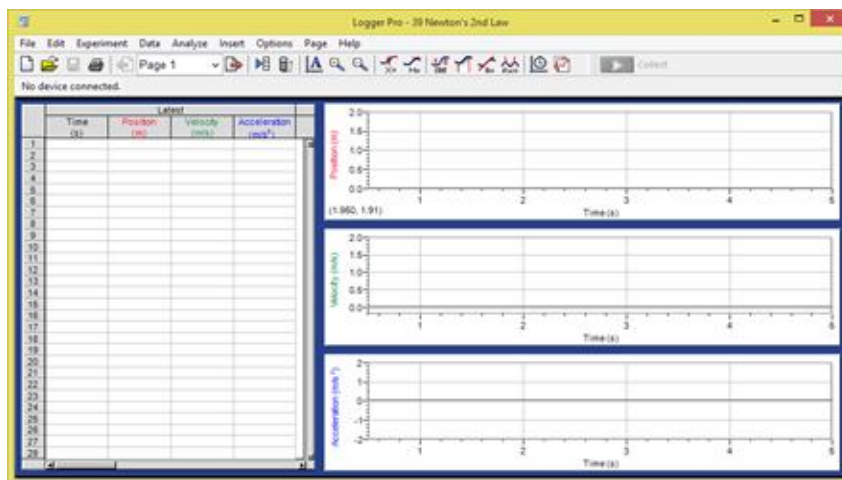 Logger Pro - 39 Newton's 2nd Law
File Edit Experiment Data Analyze Insert Options Page Help
Page 1
Collect
No device connected.
Latest
Time Position Velocity Acceleration
(s) (m) (m/s) (m/s²)
1
2
3
4
5
6
7
8
9
10
11
12
13
14
15
16
17
18
19
20
21
22
23
24
25
26
27
28
Position (m)
2.0
1.5
1.0
0.5
0.0
1 2 3 4 5
(1.960, 1.91)
Time (s)
Velocity (m/s)
2.0
1.0
0.5
0.0
1 2 3 4 5
Time (s)
Acceleration (m/s²)
2
1
0
-1
-2
1 2 3 4 5
Time (s)